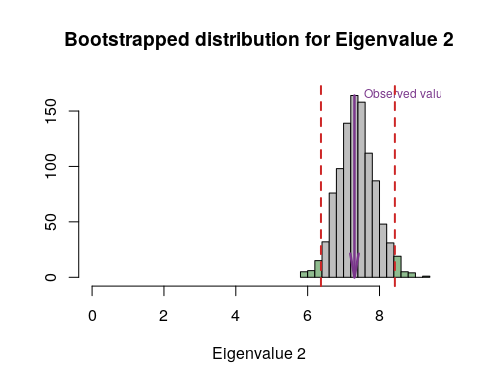 Bootstrapped distribution for Eigenvalue 2
Observed valu
150
100
50
0
0 2 4 6 8
Eigenvalue 2